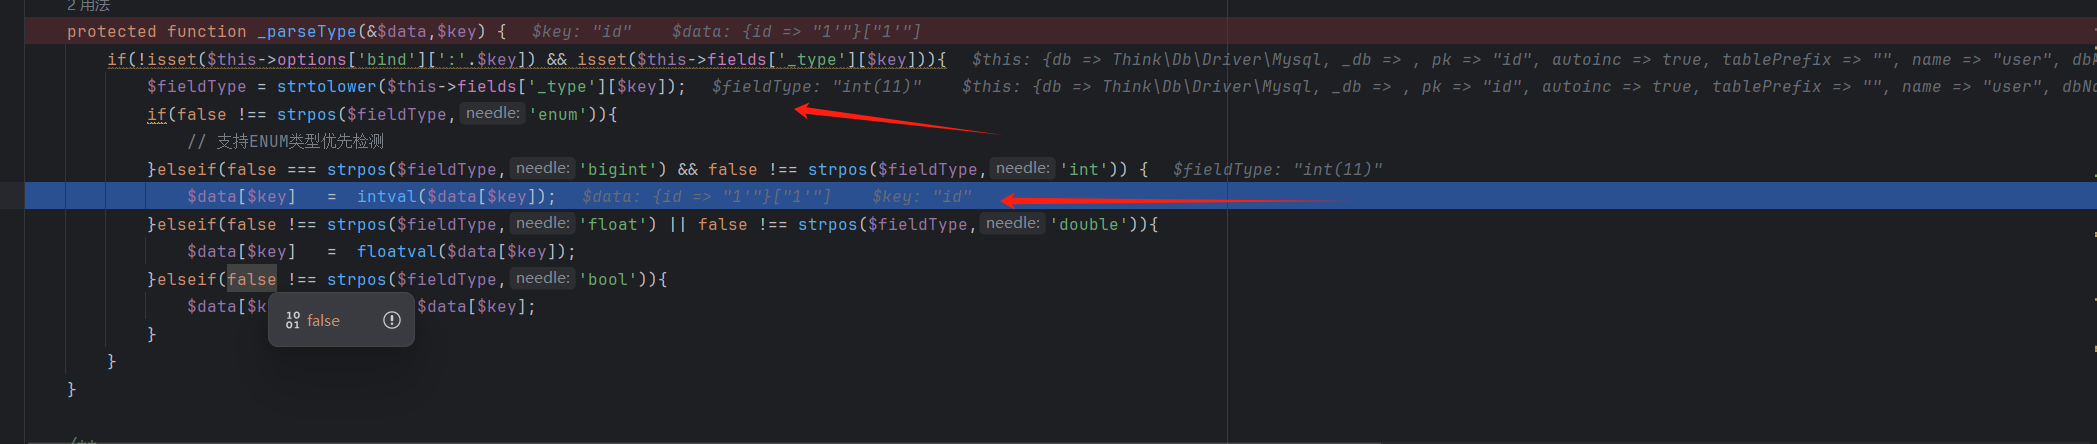 2 用法
protected function _parseType(&$data,$key) { $key: "id" $data: {id => "1'"}["1'"]
if(!isset($this->options['bind'][':'.$key]) && isset($this->fields['_type'][$key])){ $this: {db => Think\Db\Driver\Mysql, _db => , pk => "id", autoinc => true, tablePrefix => "", name => "user",
$fieldType = strtolower($this->fields['_type'][$key]); $fieldType: "int(11)" $this: {db => Think\Db\Driver\Mysql, _db => , pk => "id", autoinc => true, tablePrefix => "", name => "user",
if(false !== strpos($fieldType, needle: 'enum')){
// 支持ENUM类型优先检测
}elseif(false === strpos($fieldType, needle: 'bigint') && false !== strpos($fieldType, needle: 'int')) { $fieldType: "int(11)"
$data[$key] = intval($data[$key]); $data: {id => "1'"}["1'"] $key: "id"
}elseif(false !== strpos($fieldType, needle: 'float') || false !== strpos($fieldType, needle: 'double')){
$data[$key] = floatval($data[$key]);
}elseif(false !== strpos($fieldType, needle: 'bool')){
$data[$k $data[$key];
10 01 false
}
}
}
/**